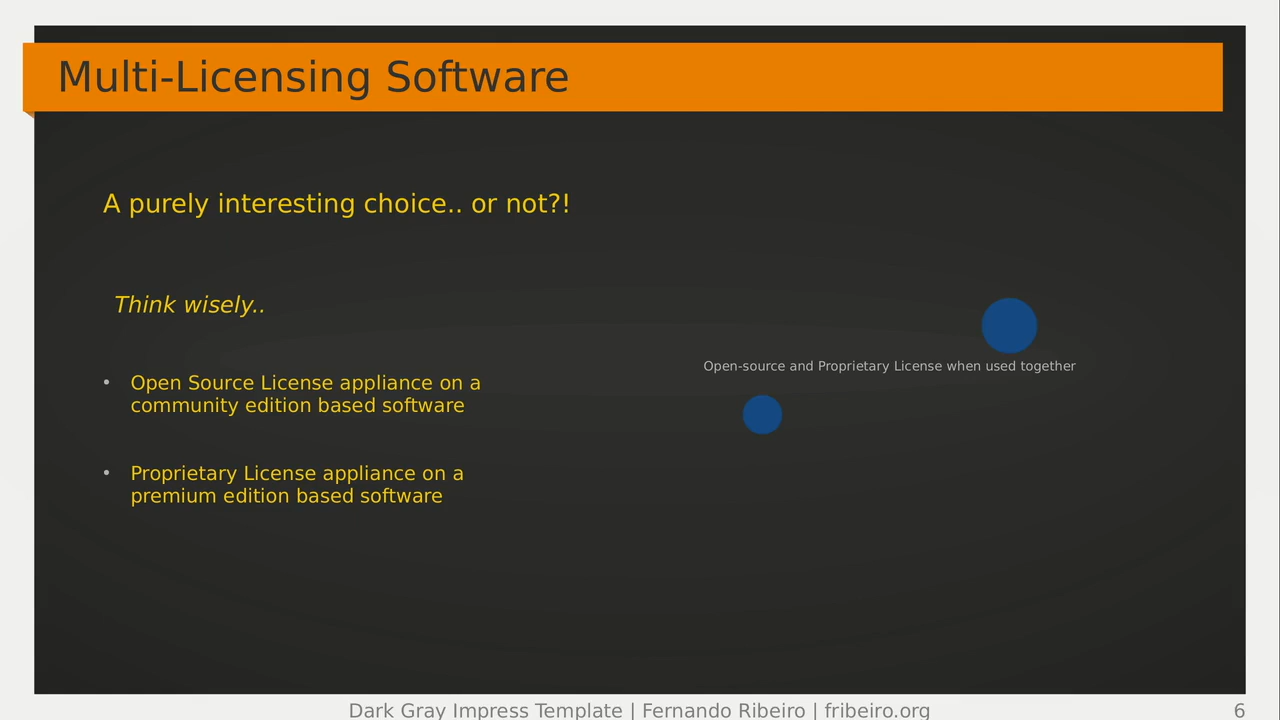 Multi-Licensing Software
A purely interesting choice.. or not?!
Think wisely..
• Open Source License appliance on a
community edition based software
• Proprietary License appliance on a
premium edition based software
Open-source and Proprietary License when used together
Dark Gray Impress Template | Fernando Ribeiro | fribeiro.org
6